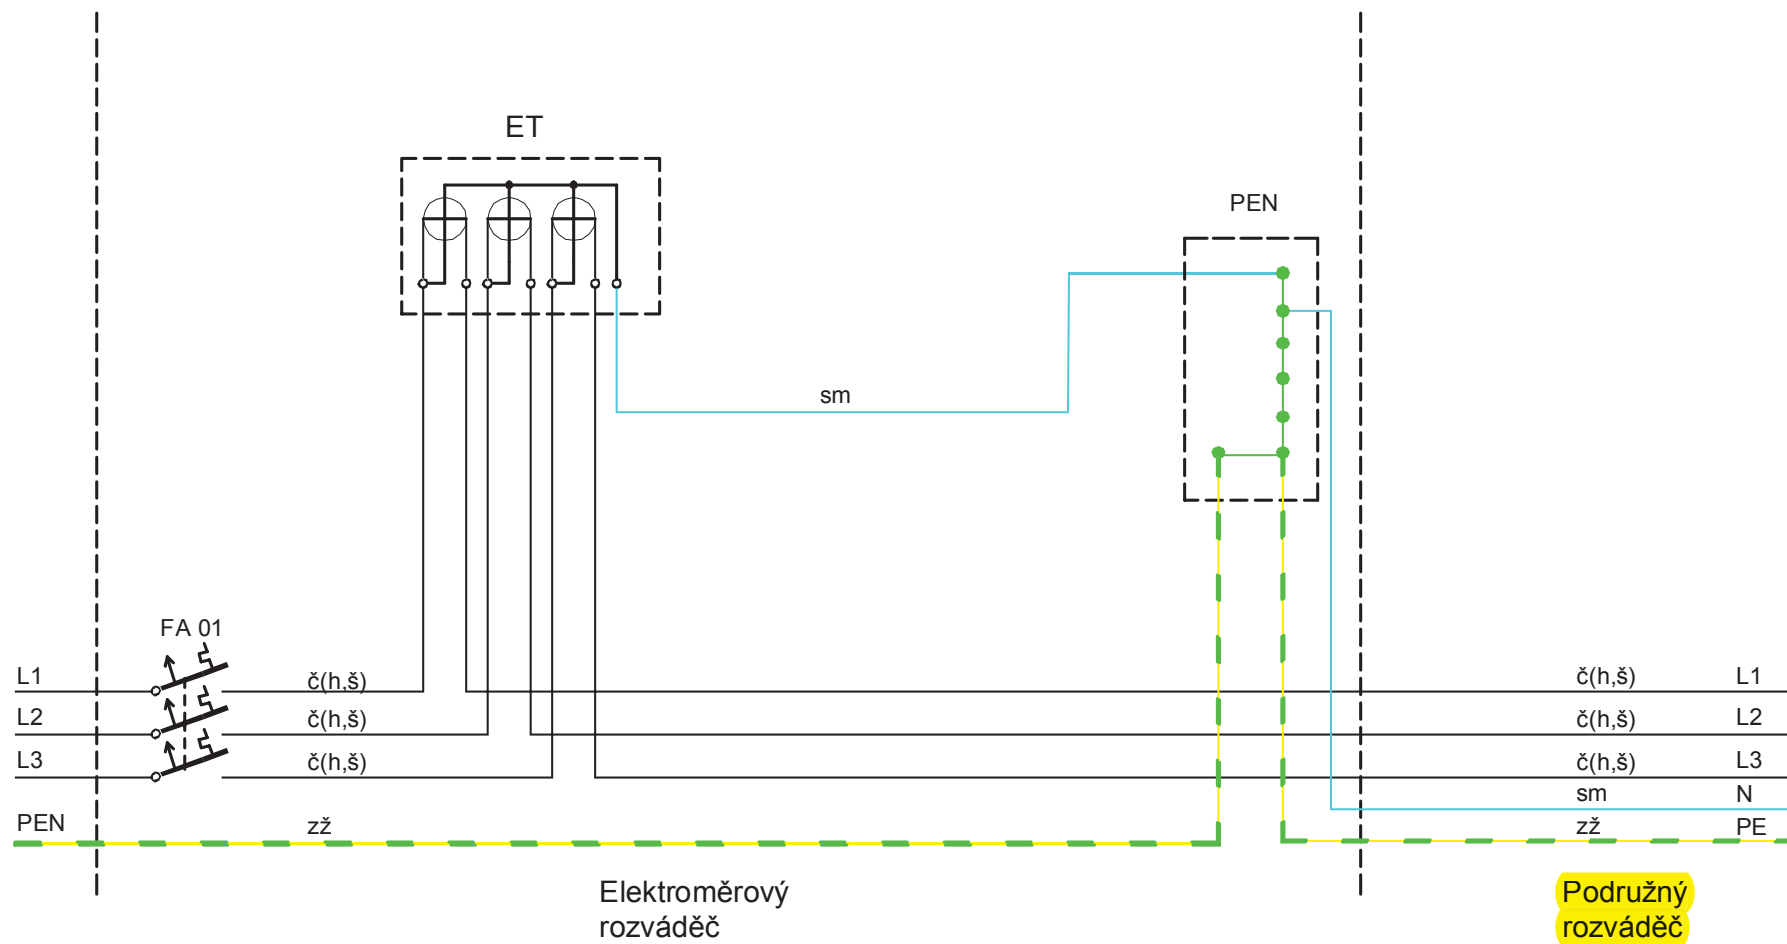 ET
PEN
sm
FA 01
L1
č(h,š)
č(h,š)
L1
L2
č(h,š)
č(h,š)
L2
L3
č(h,š)
č(h,š)
L3
sm
N
PEN
zž
zž
PE
Elektroměrový
rozváděč
Podružný
rozváděč